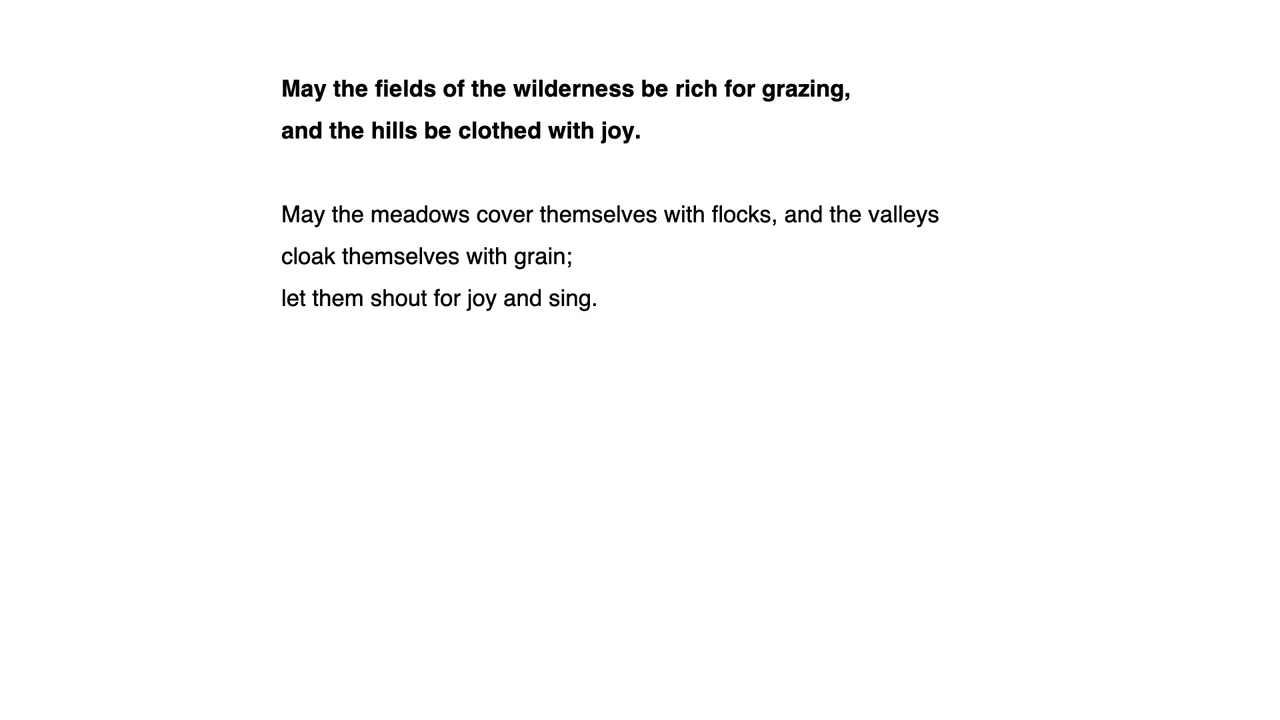 May the fields of the wilderness be rich for grazing,
and the hills be clothed with joy.
May the meadows cover themselves with flocks, and the valleys
cloak themselves with grain;
let them shout for joy and sing.